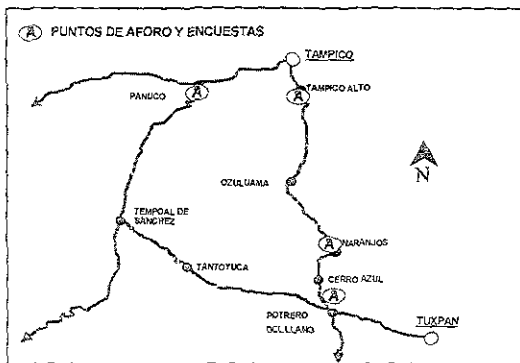 A PUNTOS DE AFORO Y ENCUESTAS
TAMPICO
PANUCO
A
A
TAMPICO ALTO
N
OZULUAMA
TEMPOAL DE
SANCHEZ
A
NARANJOS
TANTOYUCA
CERRO AZUL
A
POTRERO
DEL LLANO
TUXPAN